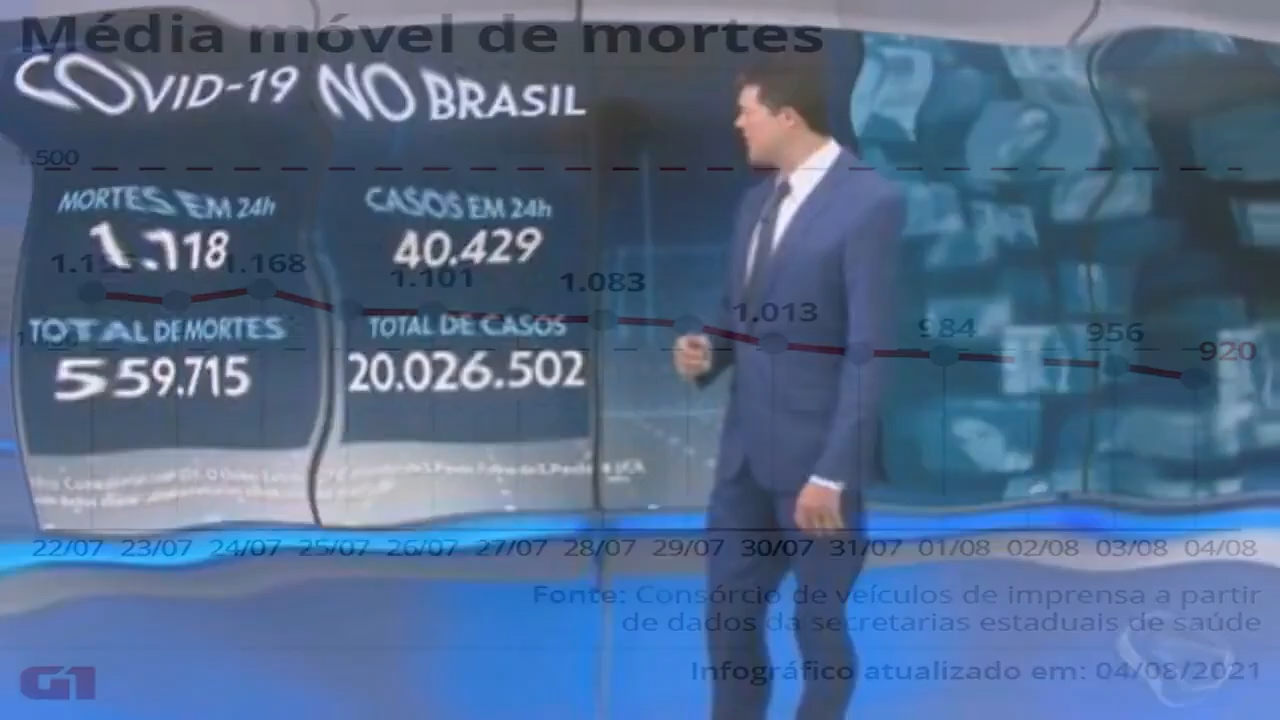 Média móvel de mortes
COVID-19 NO BRASIL
1.500
MORTES EM 24h
CASOS EM 24h
1.118
40.429
1.168
1.101
1.083
1.013
984
956
920
TOTAL DE MORTES
TOTAL DE CASOS
559.715
20.026.502
22/07 23/07 24/07 25/07 26/07 27/07 28/07 29/07 30/07 31/07 01/08 02/08 03/08 04/08
Fonte: Consórcio de veículos de imprensa a partir
de dados da secretarias estaduais de saúde
Infográfico atualizado em: 04/08/2021
G1